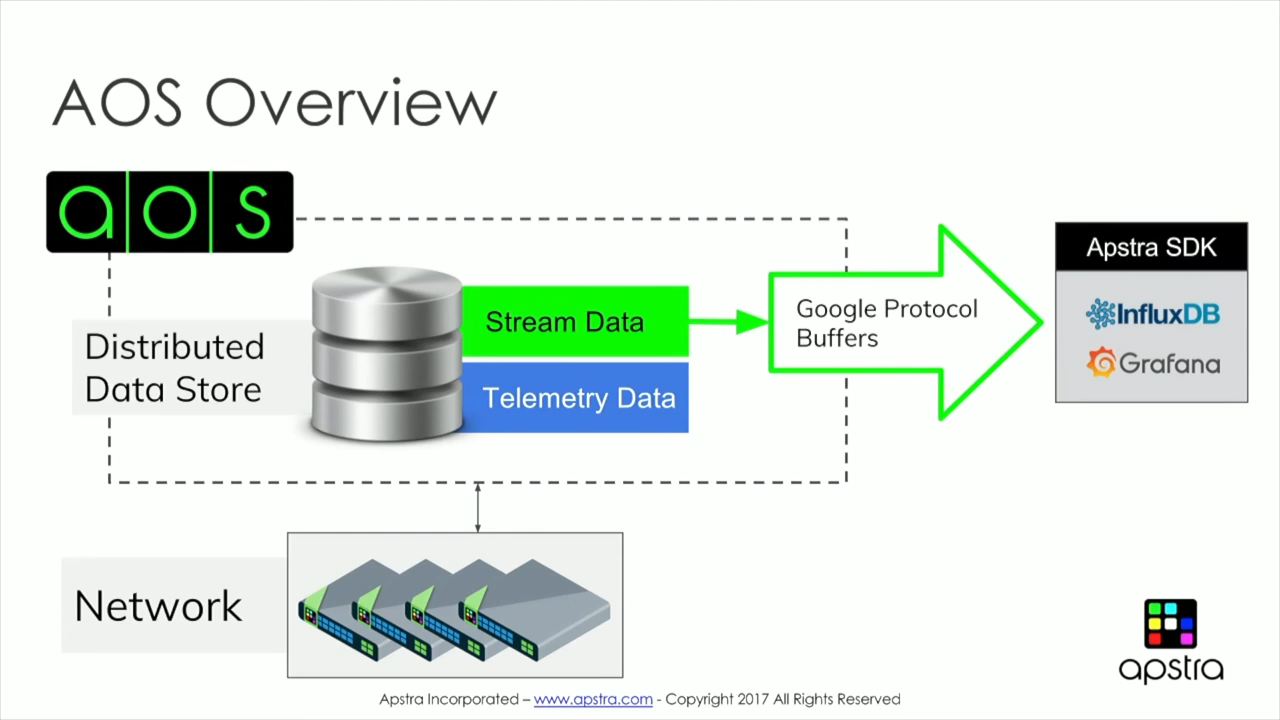 AOS Overview
aos
Distributed
Data Store
Stream Data
Telemetry Data
Google Protocol
Buffers
Apstra SDK
InfluxDB
Grafana
Network
apstra
Apstra Incorporated – www.apstra.com - Copyright 2017 All Rights Reserved